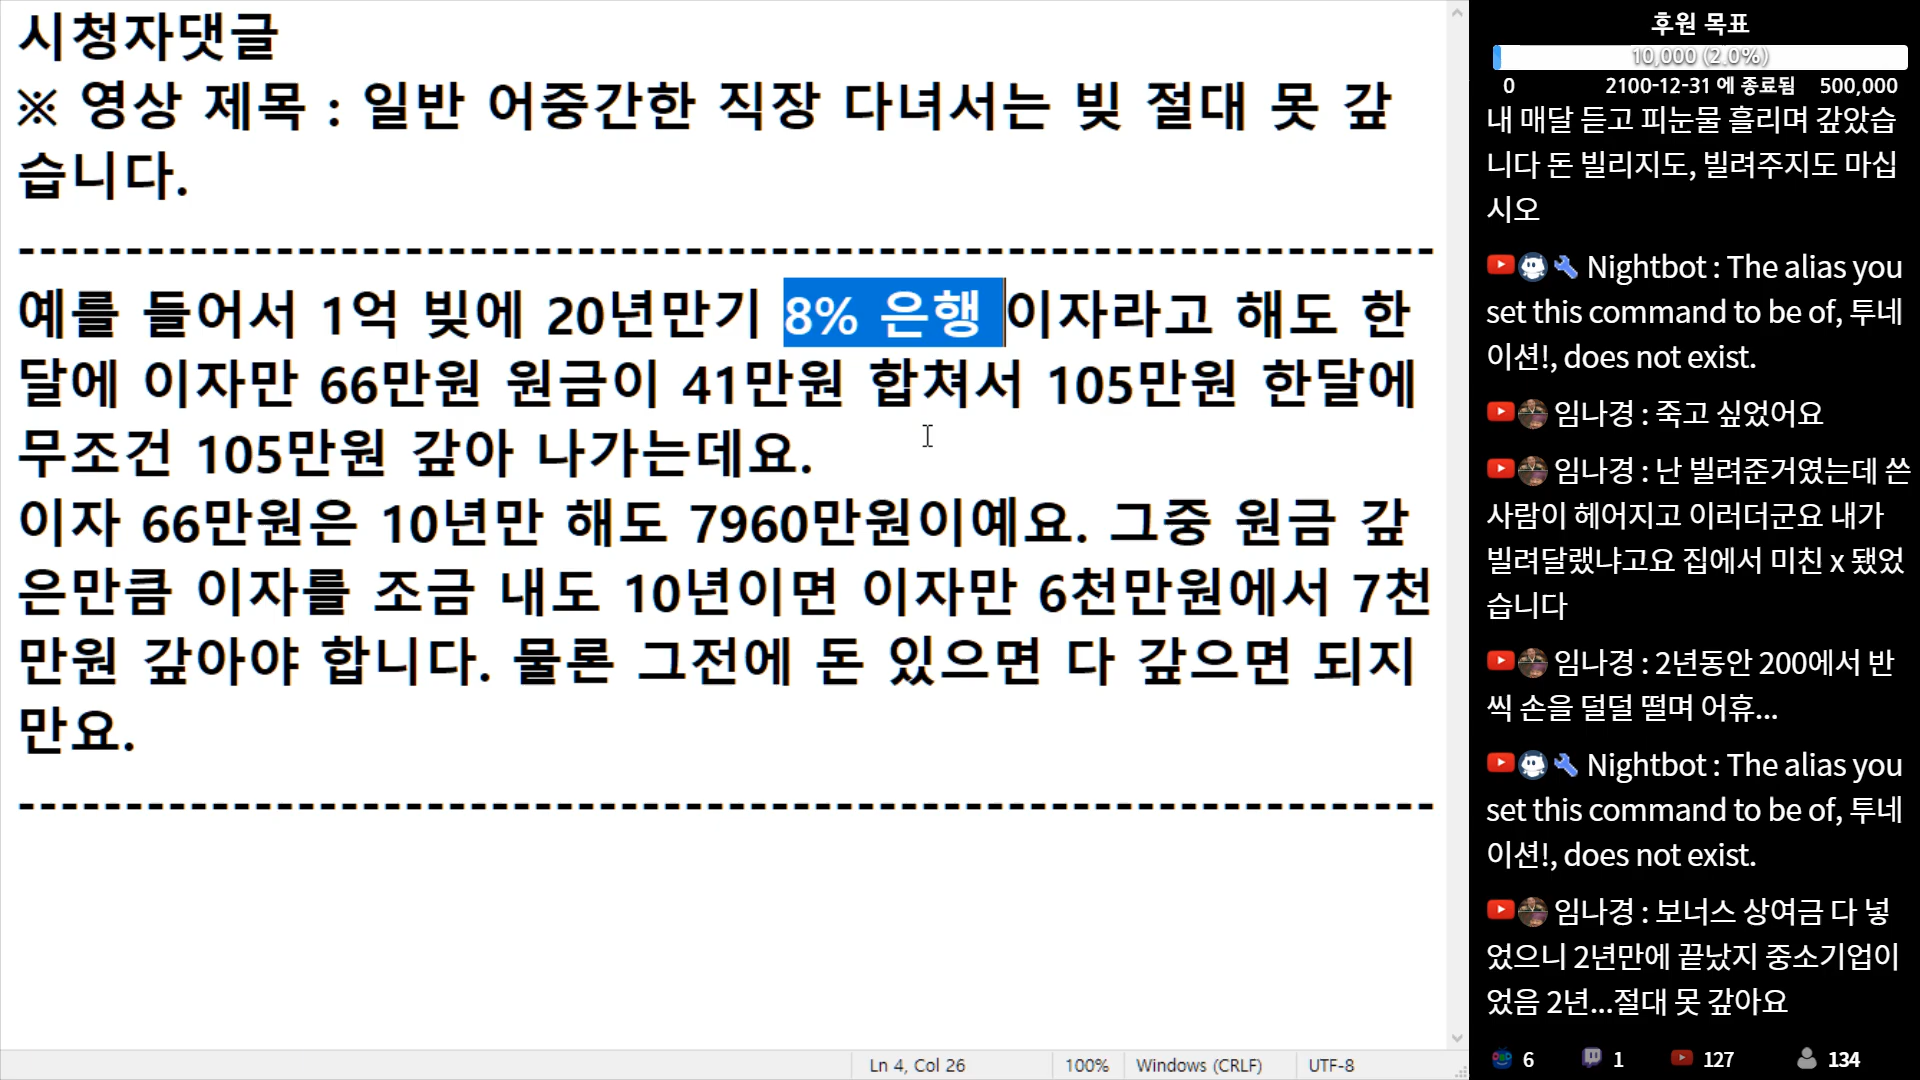 시청자댓글
※ 영상 제목 : 일반 어중간한 직장 다녀서는 빚 절대 못 갚
습니다.
------------------------------------------------------------------
예를 들어서 1억 빚에 20년만기 8% 은행 이자라고 해도 한
달에 이자만 66만원 원금이 41만원 합쳐서 105만원 한달에
무조건 105만원 갚아 나가는데요.
이자 66만원은 10년만 해도 7960만원이예요. 그중 원금 갚
은만큼 이자를 조금 내도 10년이면 이자만 6천만원에서 7천
만원 갚아야 합니다. 물론 그전에 돈 있으면 다 갚으면 되지
만요.
------------------------------------------------------------------
Ln 4, Col 26
100%
Windows (CRLF)
UTF-8
후원 목표
10,000 (2.0%)
0 2100-12-31 에 종료됨 500,000
내 매달 듣고 피눈물 흘리며 갚았습
니다 돈 빌리지도, 빌려주지도 마십
시오
Nightbot : The alias you
set this command to be of, 투네
이션!, does not exist.
임나경 : 죽고 싶었어요
임나경 : 난 빌려준거였는데 쓴
사람이 헤어지고 이러더군요 내가
빌려달랬냐고요 집에서 미친 x 됐었
습니다
임나경 : 2년동안 200에서 반
씩 손을 덜덜 떨며 어휴...
Nightbot : The alias you
set this command to be of, 투네
이션!, does not exist.
임나경 : 보너스 상여금 다 넣
었으니 2년만에 끝났지 중소기업이
었음 2년...절대 못 갚아요
6 1 127 134